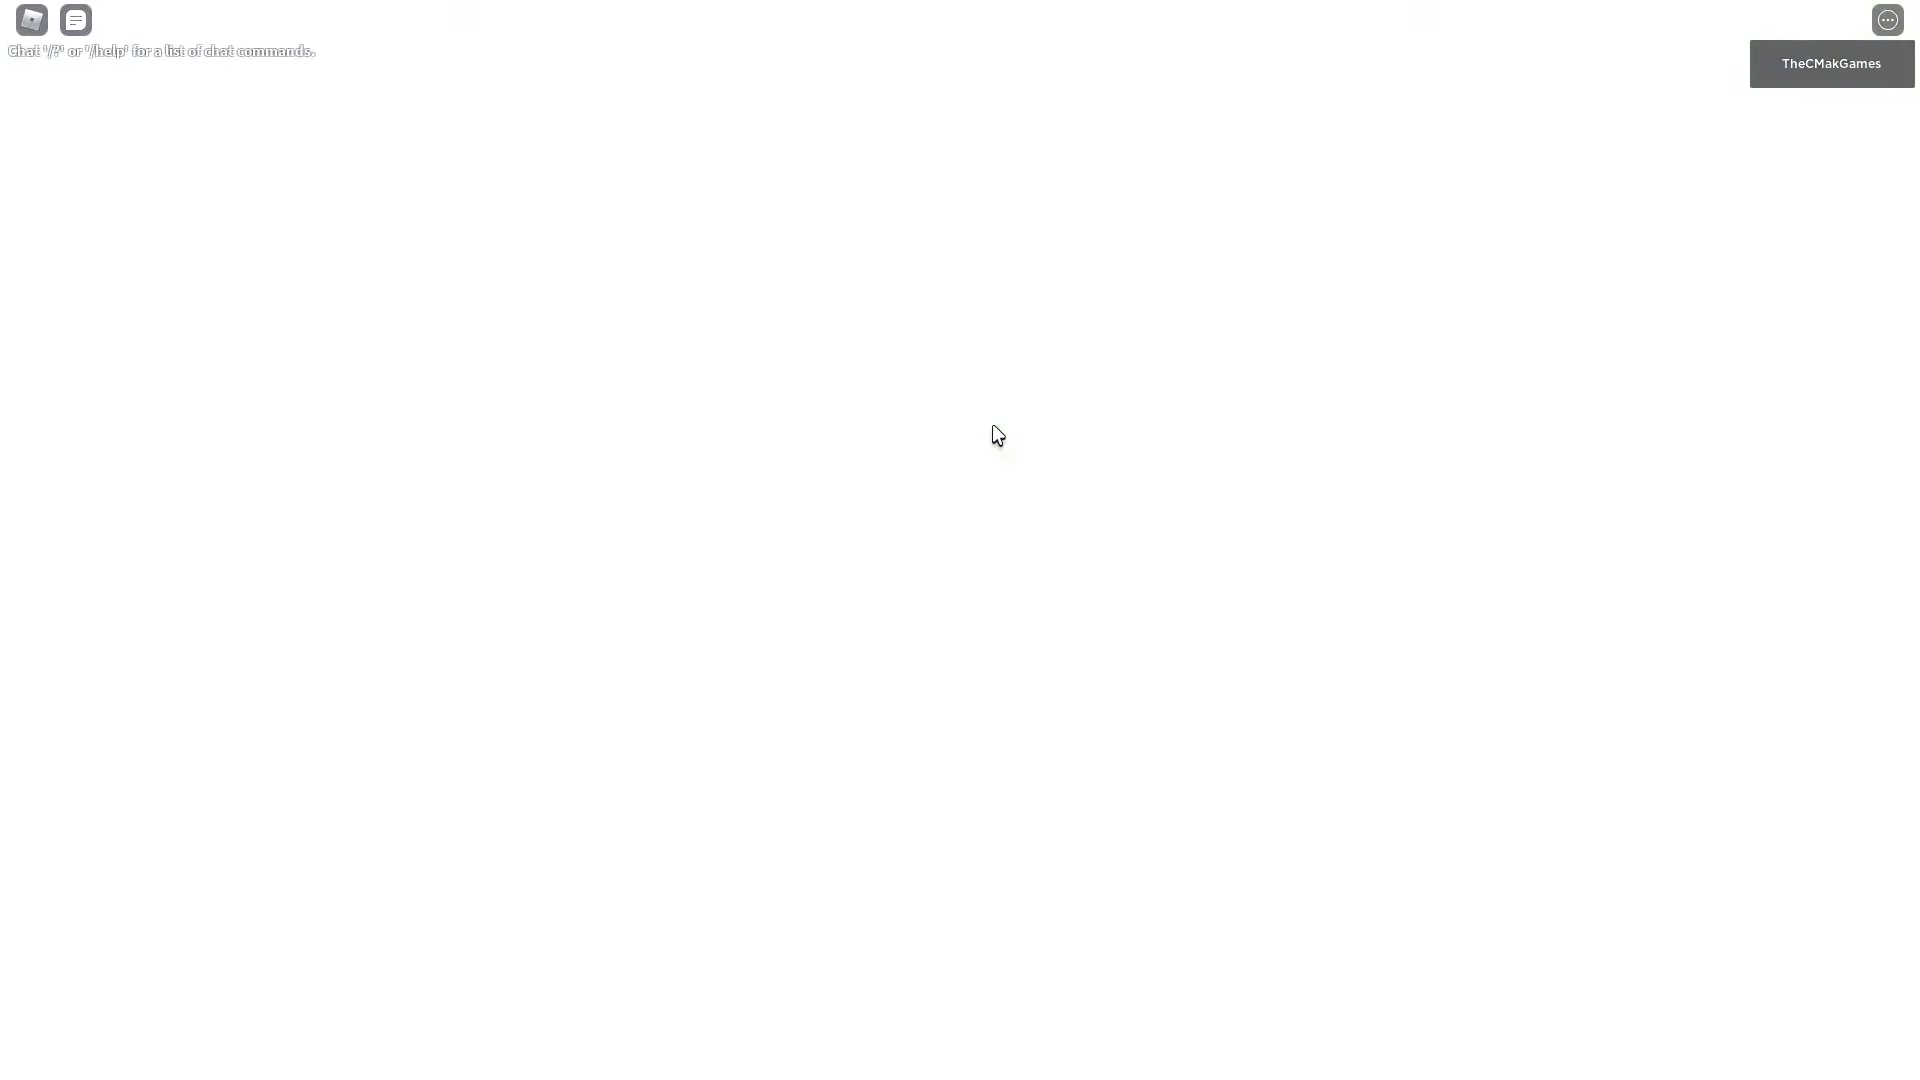 Chat '/?' or '/help' for a list of chat commands.
TheCMakGames